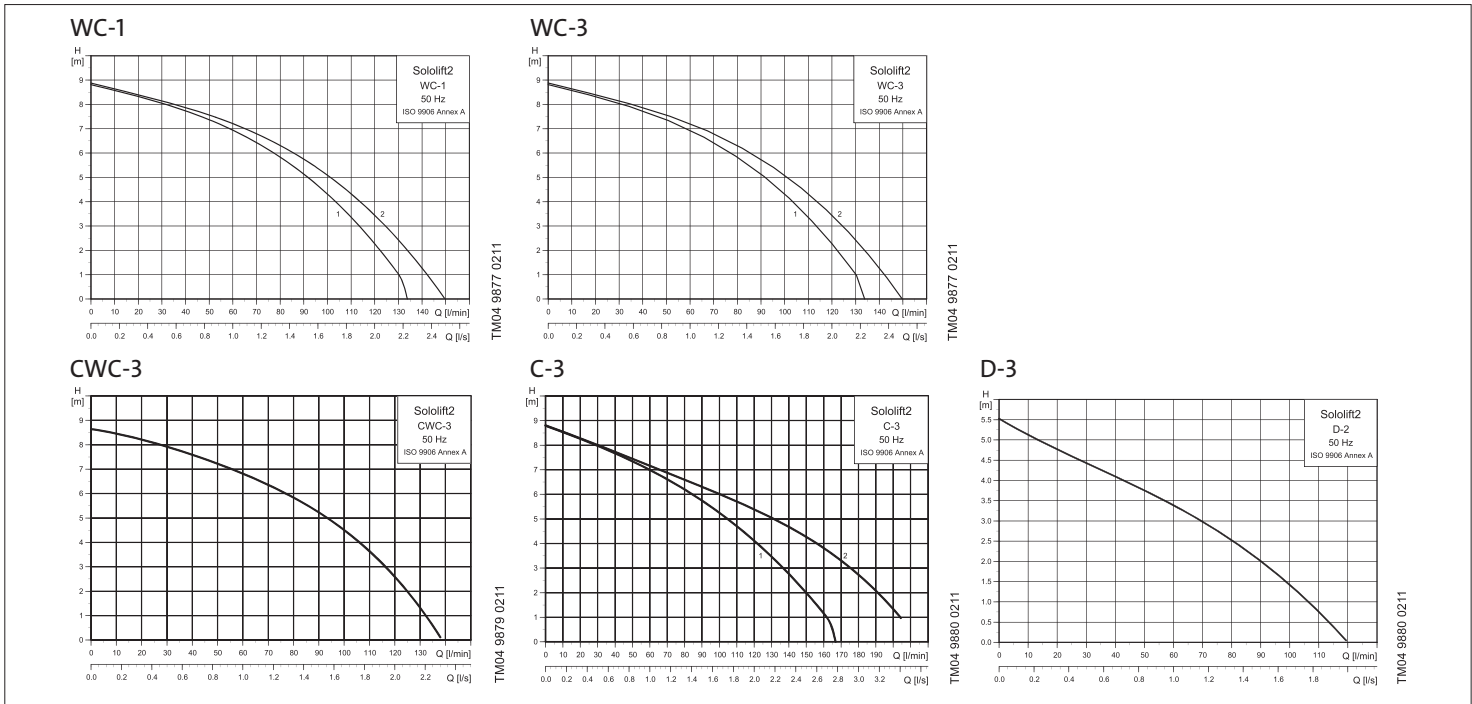 WC-1
H
[m]
9
8
7
6
5
4
3
2
1
0
Sololift2
WC-1
50 Hz
ISO 9906 Annex A
1
2
0 10 20 30 40 50 60 70 80 90 100 110 120 130 140 Q [l/min]
0.0 0.2 0.4 0.6 0.8 1.0 1.2 1.4 1.6 1.8 2.0 2.2 2.4 Q [l/s]
TM04 9877 0211
WC-3
H
[m]
9
8
7
6
5
4
3
2
1
0
Sololift2
WC-3
50 Hz
ISO 9906 Annex A
1
2
0 10 20 30 40 50 60 70 80 90 100 110 120 130 140 Q [l/min]
0.0 0.2 0.4 0.6 0.8 1.0 1.2 1.4 1.6 1.8 2.0 2.2 2.4 Q [l/s]
TM04 9877 0211
CWC-3
H
[m]
9
8
7
6
5
4
3
2
1
0
Sololift2
CWC-3
50 Hz
ISO 9906 Annex A
0 10 20 30 40 50 60 70 80 90 100 110 120 130 Q [l/min]
0.0 0.2 0.4 0.6 0.8 1.0 1.2 1.4 1.6 1.8 2.0 2.2 Q [l/s]
TM04 9879 0211
C-3
H
[m]
9
8
7
6
5
4
3
2
1
0
Sololift2
C-3
50 Hz
ISO 9906 Annex A
1
2
0 10 20 30 40 50 60 70 80 90 100 110 120 130 140 150 160 170 180 190 Q [l/min]
0.0 0.2 0.4 0.6 0.8 1.0 1.2 1.4 1.6 1.8 2.0 2.2 2.4 2.6 2.8 3.0 3.2 Q [l/s]
TM04 9880 0211
D-3
H
[m]
5.5
5.0
4.5
4.0
3.5
3.0
2.5
2.0
1.5
1.0
0.5
0.0
Sololift2
D-2
50 Hz
ISO 9906 Annex A
0 10 20 30 40 50 60 70 80 90 100 110 Q [l/min]
0.0 0.2 0.4 0.6 0.8 1.0 1.2 1.4 1.6 1.8 Q [l/s]
TM04 9880 0211